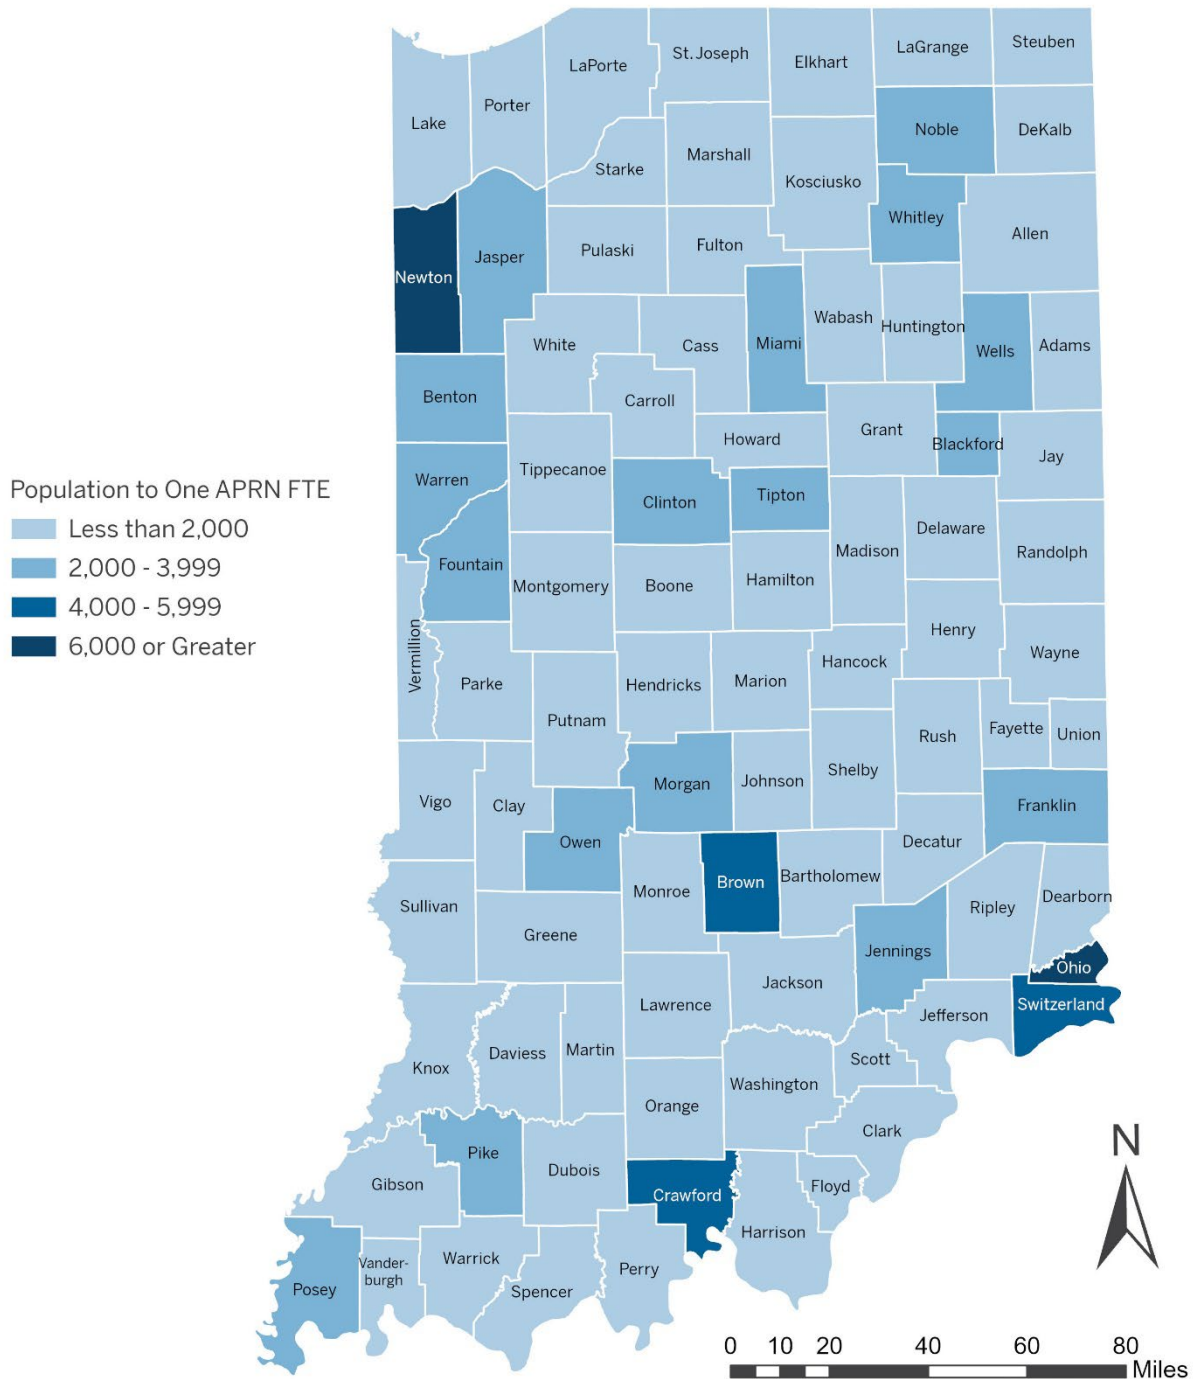 St. Joseph
LaGrange
Steuben
LaPorte
Elkhart
Porter
Lake
Noble
DeKalb
Marshall
Starke
Kosciusko
Whitley
Allen
Fulton
Pulaski
Jasper
Newton
Wabash
Huntington
White
Cass
Miami
Wells
Adams
Benton
Carroll
Howard
Grant
Blackford
Jay
Tippecanoe
Warren
Clinton
Tipton
Delaware
Madison
Randolph
Fountain
Montgomery
Boone
Hamilton
Henry
Vermillion
Wayne
Hancock
Parke
Hendricks
Marion
Putnam
Rush
Fayette
Union
Shelby
Morgan
Johnson
Vigo
Clay
Franklin
Owen
Decatur
Brown
Bartholomew
Monroe
Dearborn
Sullivan
Ripley
Greene
Jennings
Ohio
Jackson
Lawrence
Switzerland
Jefferson
Daviess
Martin
Scott
Knox
Washington
Orange
Clark
Pike
Dubois
Gibson
Floyd
Crawford
Harrison
Warrick
Vander-
burgh
Perry
Posey
Spencer
Population to One APRN FTE
Less than 2,000
2,000 - 3,999
4,000 - 5,999
6,000 or Greater
N
0 10 20 40 60 80
Miles